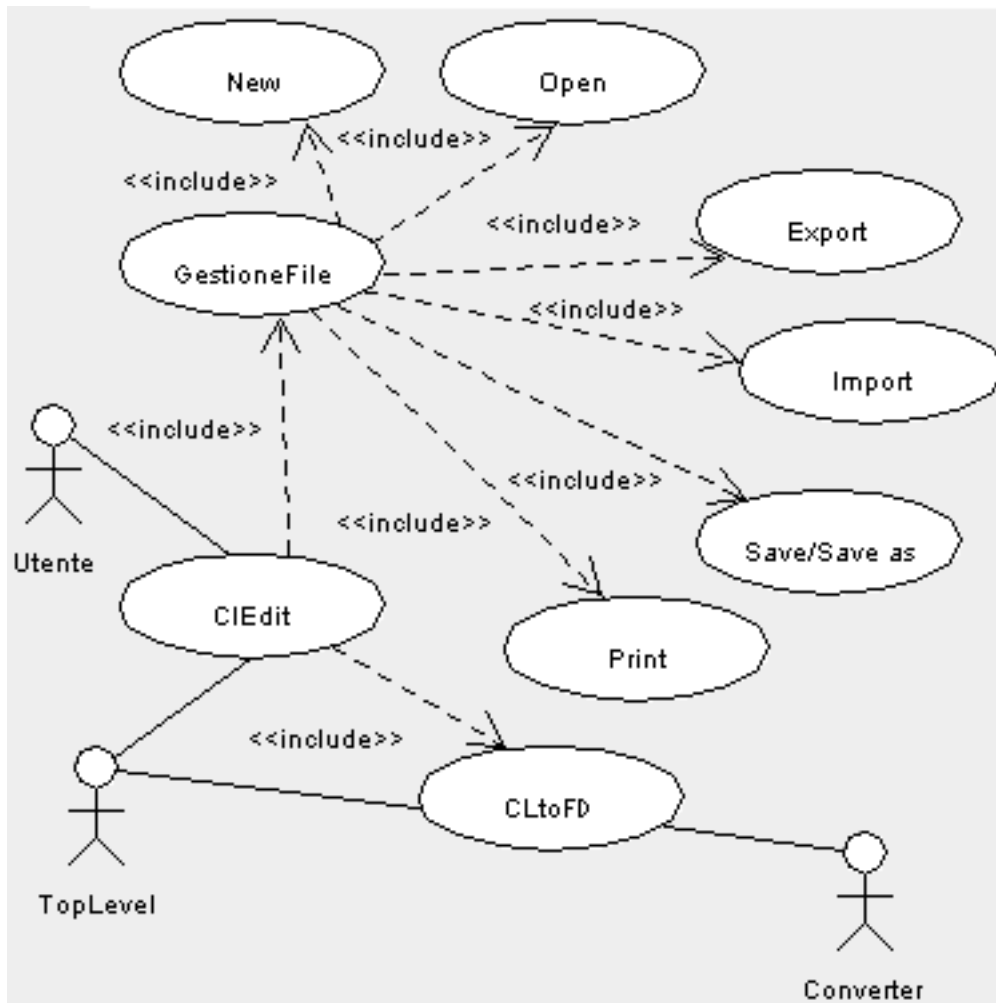 New
Open
<<include>>
<<include>>
Export
<<include>>
GestioneFile
<<include>>
Import
<<include>>
<<include>>
<<include>>
Save/Save as
Utente
ClEdit
Print
<<include>>
CLtoFD
TopLevel
Converter